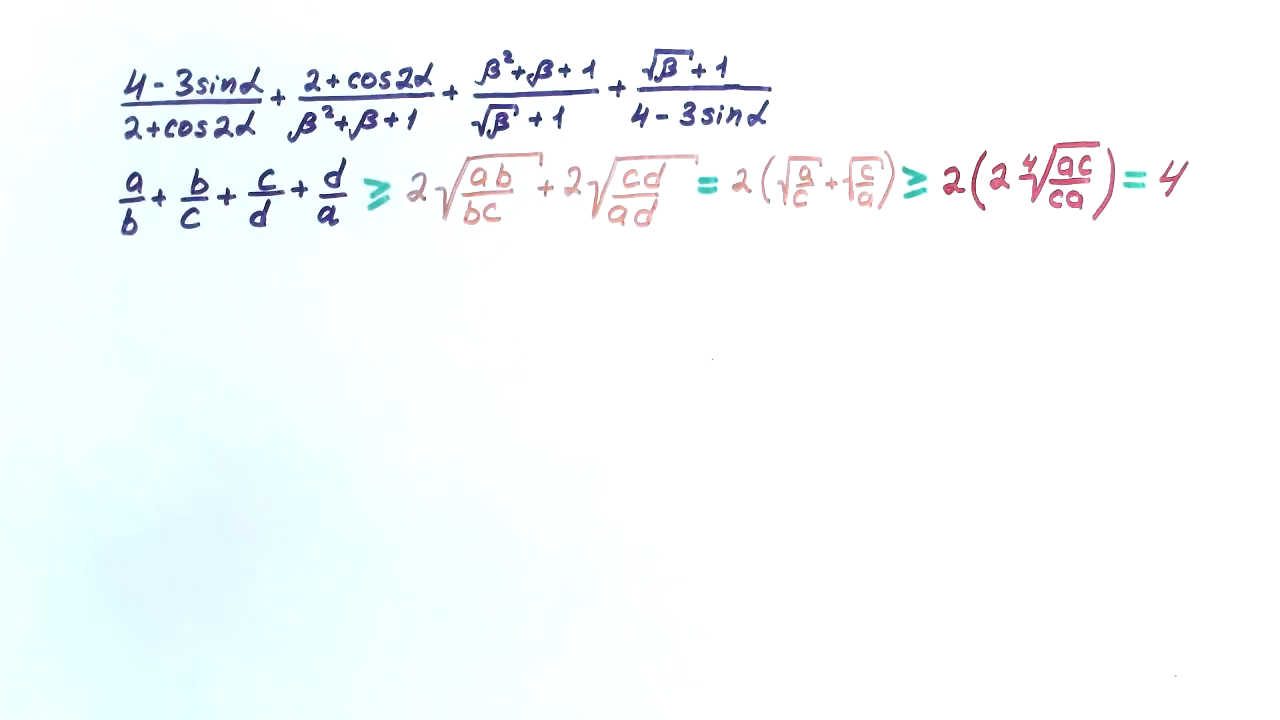 (4 - 3sinα)/(2+cos2α) + (2+cos2α)/(β²+β+1) + (β²+β+1)/(√β+1) + (√β+1)/(4-3sinα)
a/b + b/c + c/d + d/a ≥ 2√(ab/bc) + 2√(cd/ad) = 2(√(a/c) + √(c/a)) ≥ 2(2 ⁴√(ac/ca)) = 4